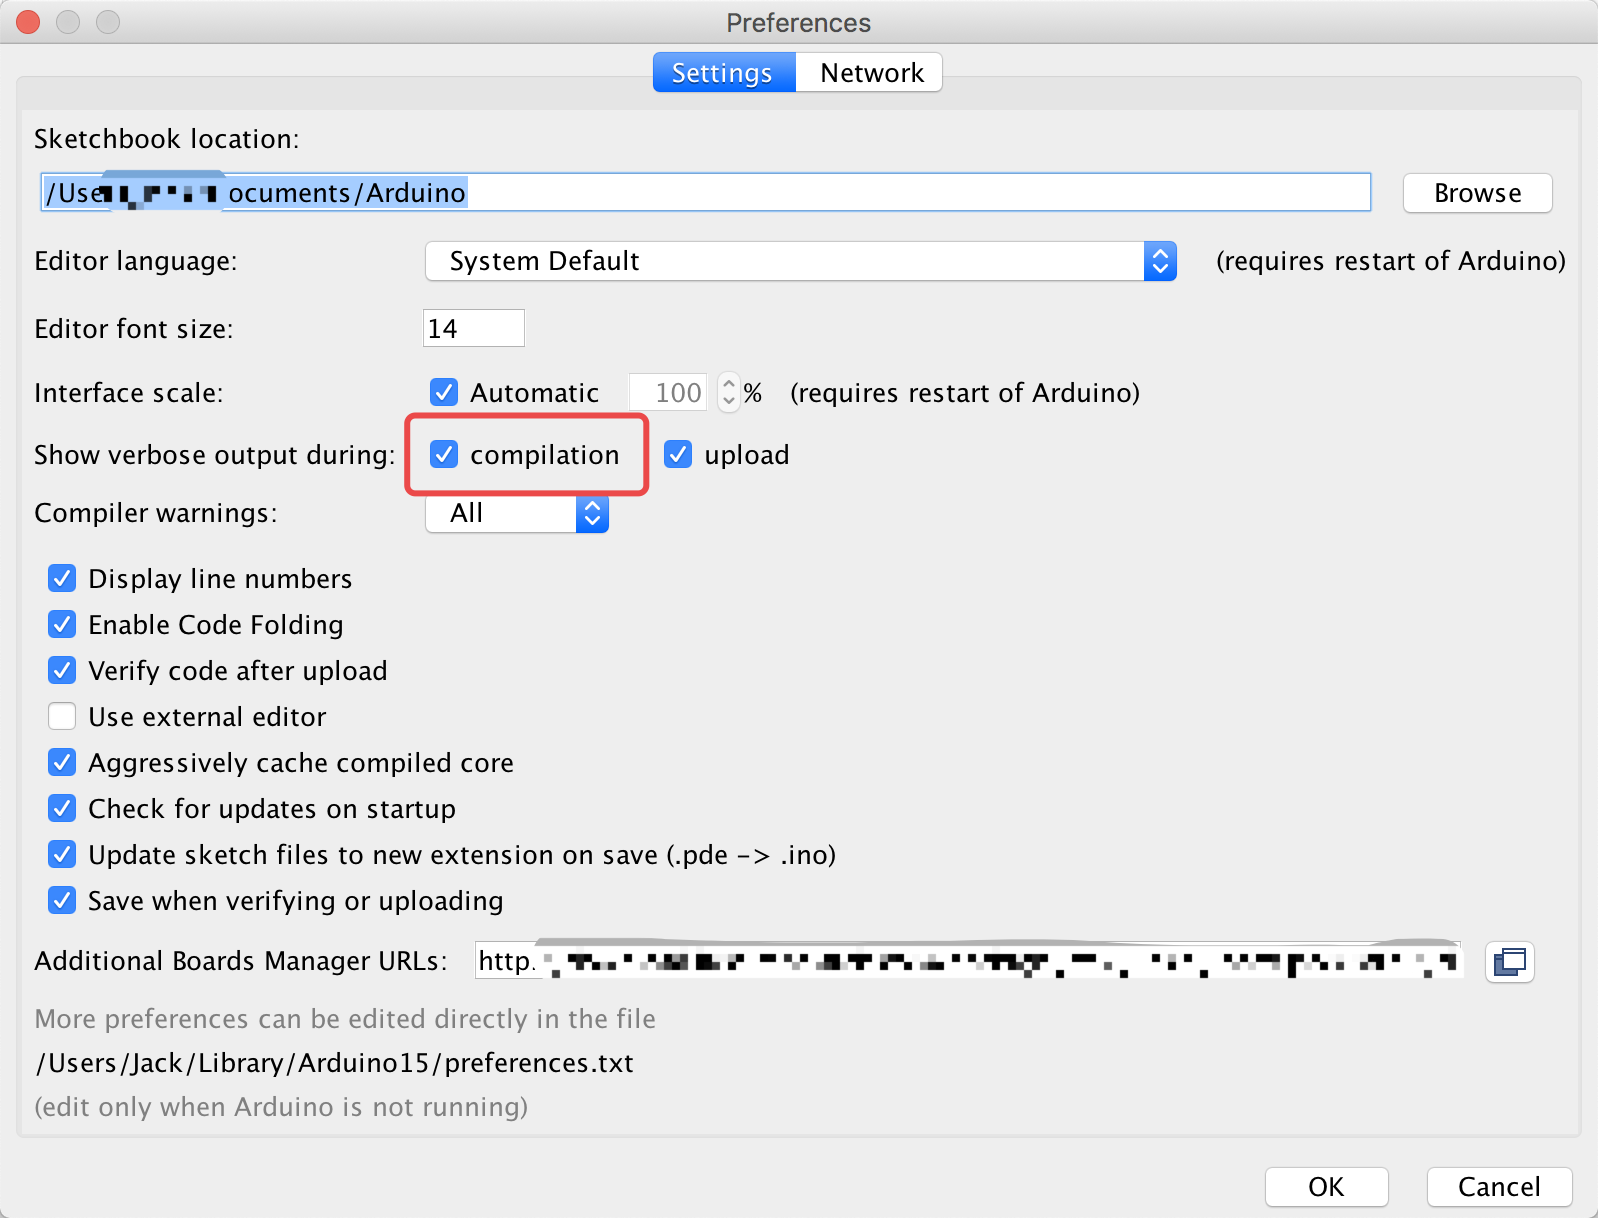 Preferences
Settings Network
Sketchbook location:
/Use ocuments/Arduino Browse
Editor language: System Default (requires restart of Arduino)
Editor font size: 14
Interface scale: Automatic 100 % (requires restart of Arduino)
Show verbose output during: compilation upload
Compiler warnings: All
Display line numbers
Enable Code Folding
Verify code after upload
Use external editor
Aggressively cache compiled core
Check for updates on startup
Update sketch files to new extension on save (.pde -> .ino)
Save when verifying or uploading
Additional Boards Manager URLs: http
More preferences can be edited directly in the file
/Users/Jack/Library/Arduino15/preferences.txt
(edit only when Arduino is not running)
OK Cancel